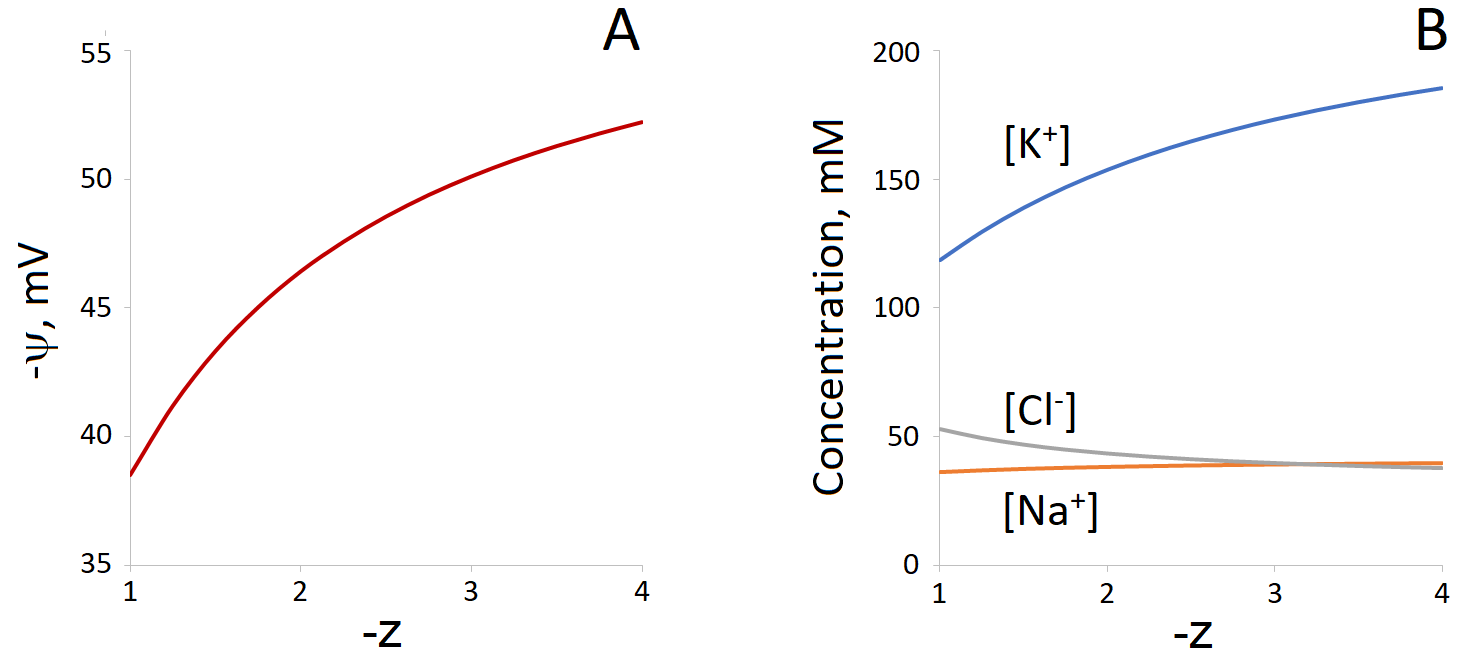 A
55
50
45
40
35
-ψ, mV
1 2 3 4
-z
B
200
150
100
50
0
Concentration, mM
[K⁺]
[Cl⁻]
[Na⁺]
1 2 3 4
-z